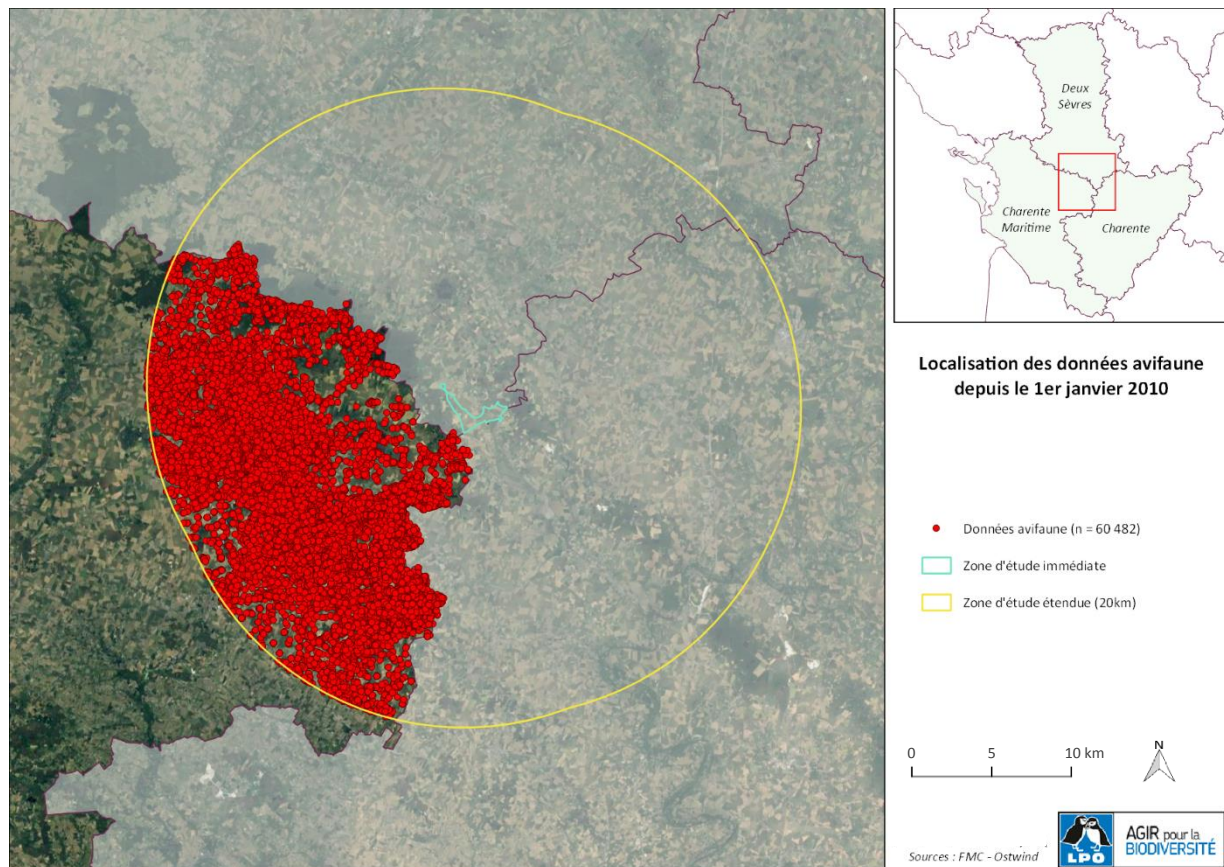 Deux
Sèvres
Charente
Maritime
Charente
Localisation des données avifaune
depuis le 1er janvier 2010
Données avifaune (n = 60 482)
Zone d'étude immédiate
Zone d'étude étendue (20km)
0 5 10 km
N
Sources : FMC - Ostwind
LPO
AGIR pour la
BIODIVERSITÉ